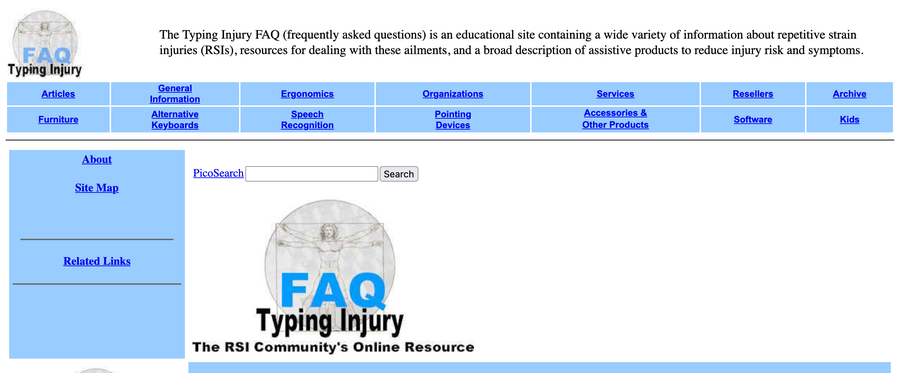 FAQ
Typing Injury
The Typing Injury FAQ (frequently asked questions) is an educational site containing a wide variety of information about repetitive strain
injuries (RSIs), resources for dealing with these ailments, and a broad description of assistive products to reduce injury risk and symptoms.
Articles
General
Information
Ergonomics
Organizations
Services
Resellers
Archive
Furniture
Alternative
Keyboards
Speech
Recognition
Pointing
Devices
Accessories &
Other Products
Software
Kids
About
Site Map
Related Links
PicoSearch Search
FAQ
Typing Injury
The RSI Community's Online Resource